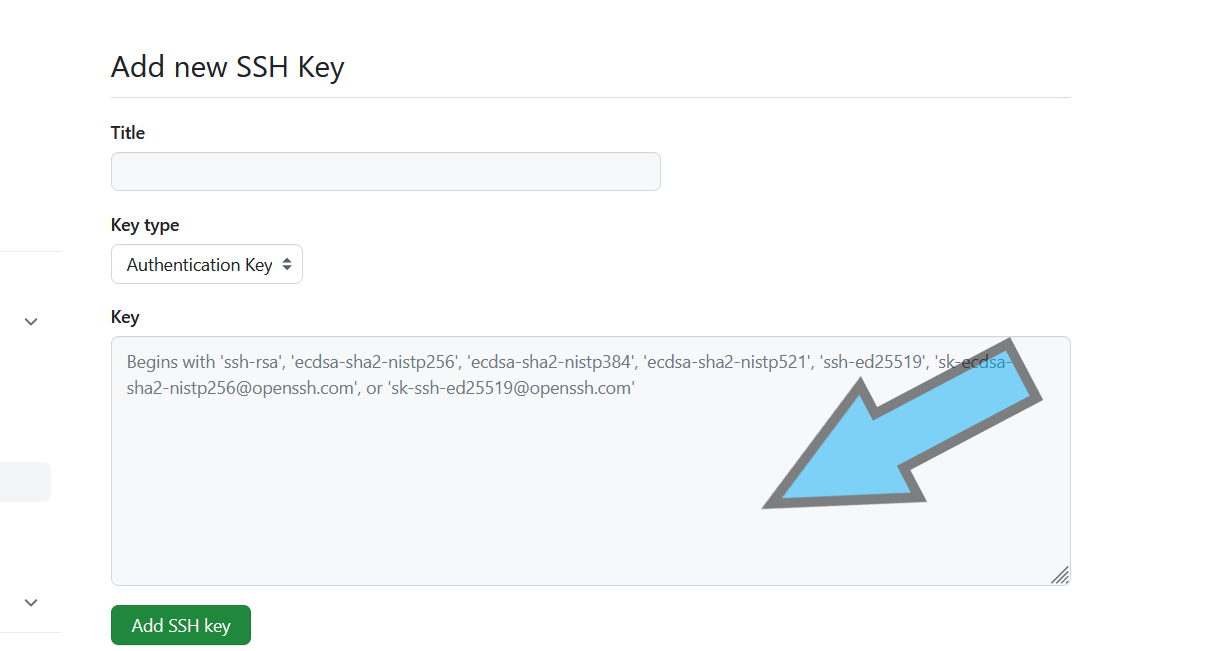 Add new SSH Key
Title
Key type
Authentication Key
Key
Begins with 'ssh-rsa', 'ecdsa-sha2-nistp256', 'ecdsa-sha2-nistp384', 'ecdsa-sha2-nistp521', 'ssh-ed25519', 'sk-ecdsa-
sha2-nistp256@openssh.com', or 'sk-ssh-ed25519@openssh.com'
Add SSH key